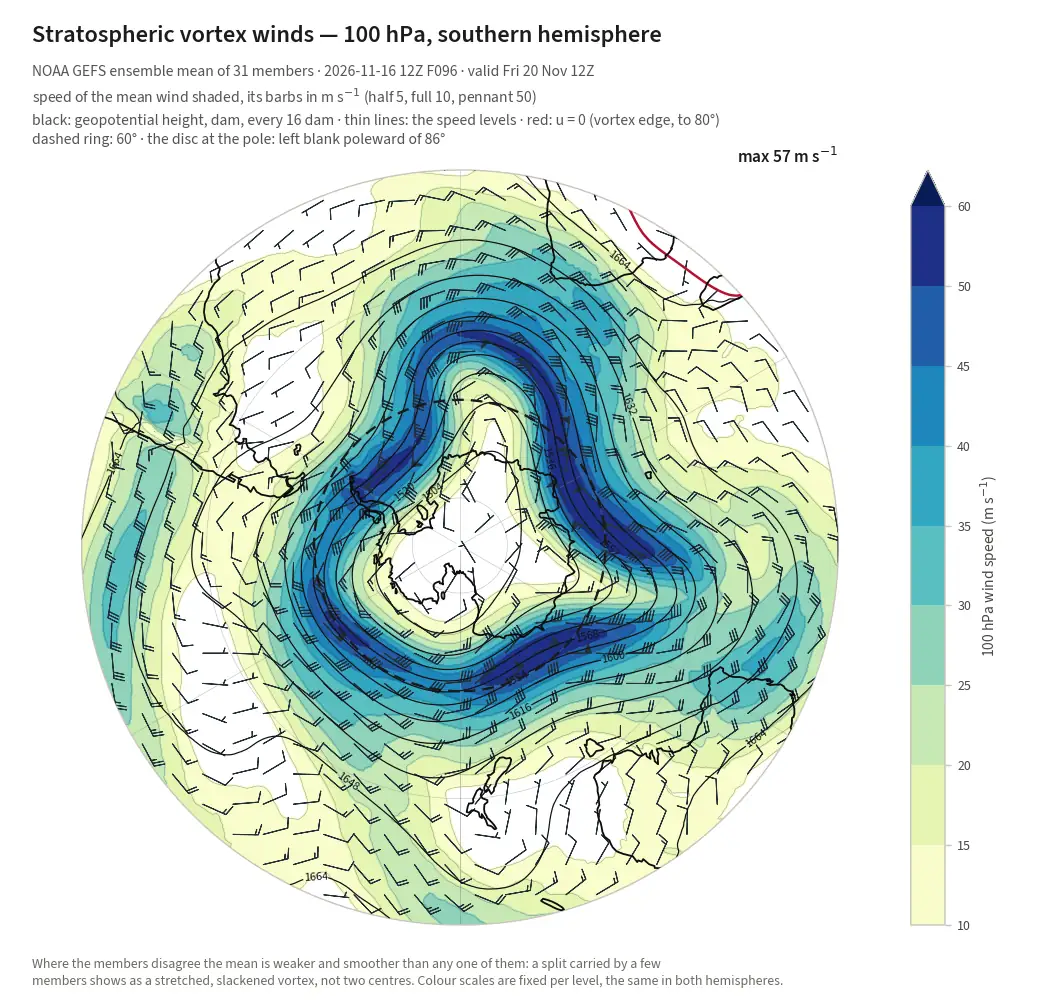 Stratospheric vortex winds — 100 hPa, southern hemisphere
NOAA GEFS ensemble mean of 31 members · 2026-11-16 12Z F096 · valid Fri 20 Nov 12Z
speed of the mean wind shaded, its barbs in m s⁻¹ (half 5, full 10, pennant 50)
black: geopotential height, dam, every 16 dam · thin lines: the speed levels · red: u = 0 (vortex edge, to 80°)
dashed ring: 60° · the disc at the pole: left blank poleward of 86°
max 57 m s⁻¹
60
50
45
40
35
30
25
20
15
10
100 hPa wind speed (m s⁻¹)
1664
1632
1536
1664
1504
1568
1600
1616
1664
1648
1664
Where the members disagree the mean is weaker and smoother than any one of them: a split carried by a few
members shows as a stretched, slackened vortex, not two centres. Colour scales are fixed per level, the same in both hemispheres.